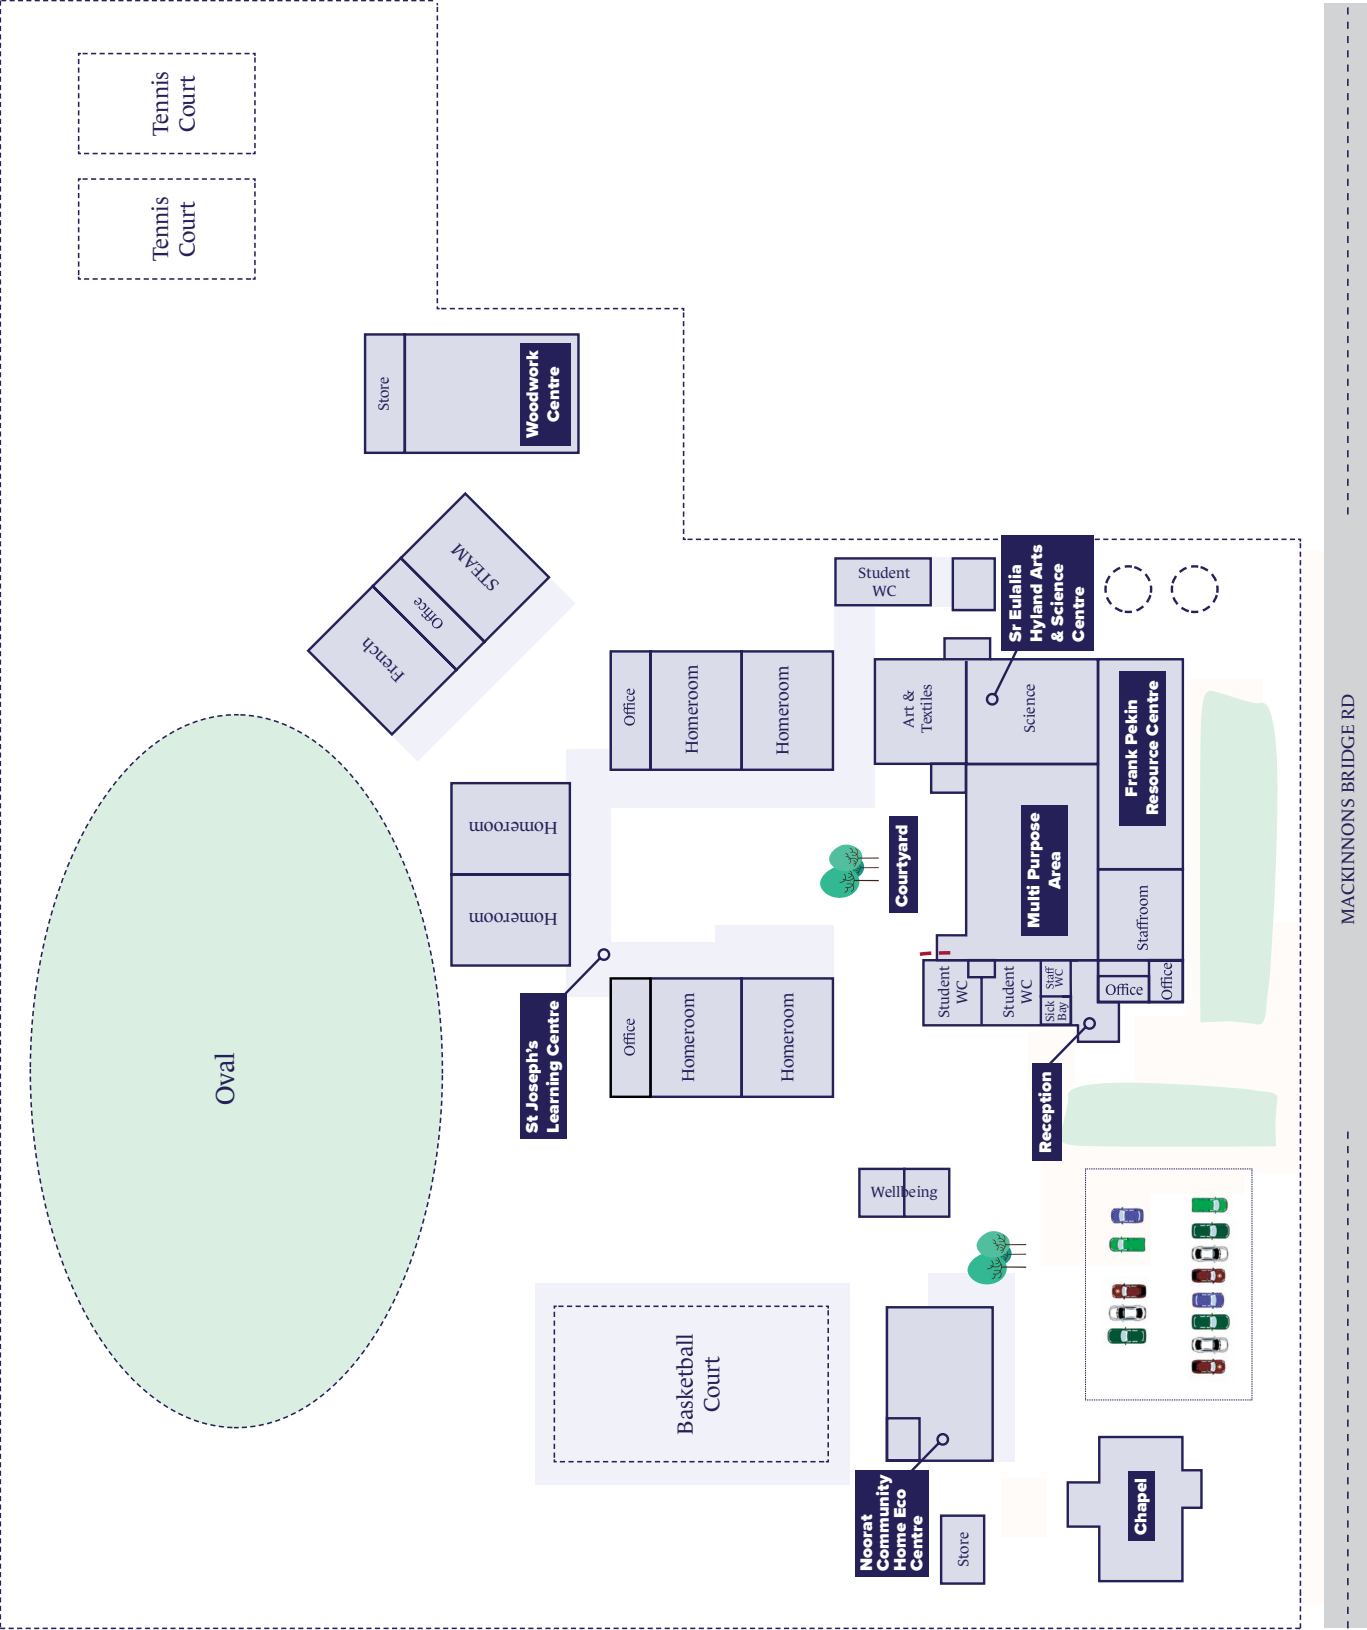 Tennis
Court
Tennis
Court
Store
Woodwork
Centre
STEAM
Office
French
Student
WC
Sr Eulalia
Hyland Arts
& Science
Centre
Office
Homeroom
Homeroom
Art &
Textiles
Science
Frank Pekin
Resource Centre
MACKINNONS BRIDGE RD
Homeroom
Homeroom
Courtyard
Multi Purpose
Area
Staffroom
Student
WC
Student
WC
Staff
WC
Sick
Bay
Office
Office
St Joseph's
Learning Centre
Office
Homeroom
Homeroom
Oval
Reception
Wellbeing
Basketball
Court
Noorat
Community
Home Eco
Centre
Store
Chapel